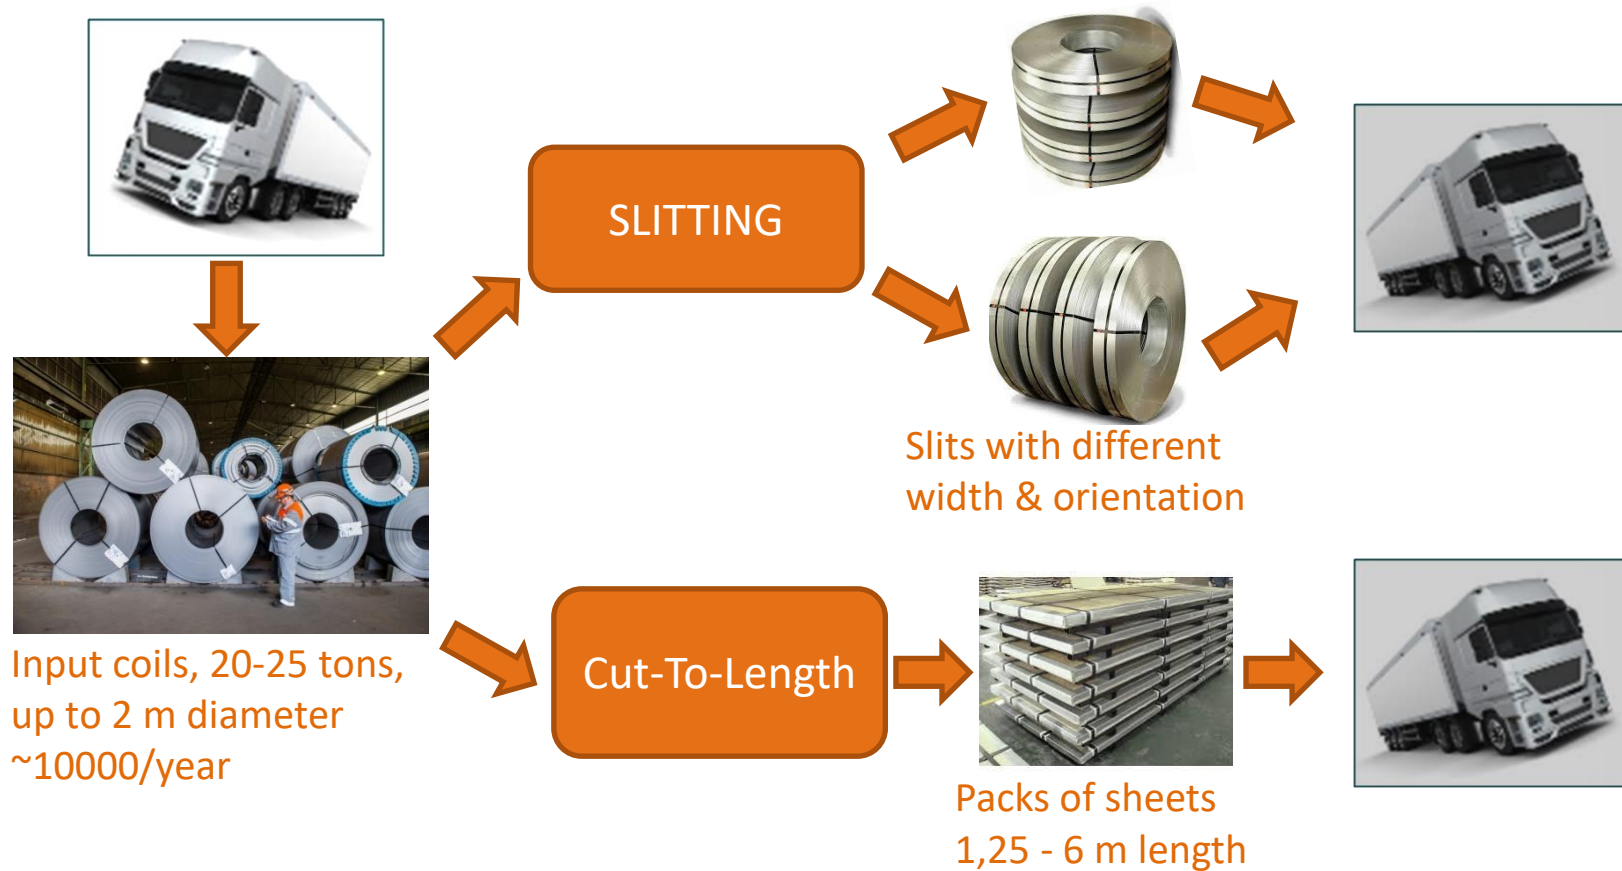 SLITTING
Slits with different
width & orientation
Input coils, 20-25 tons,
up to 2 m diameter
~10000/year
Cut-To-Length
Packs of sheets
1,25 - 6 m length